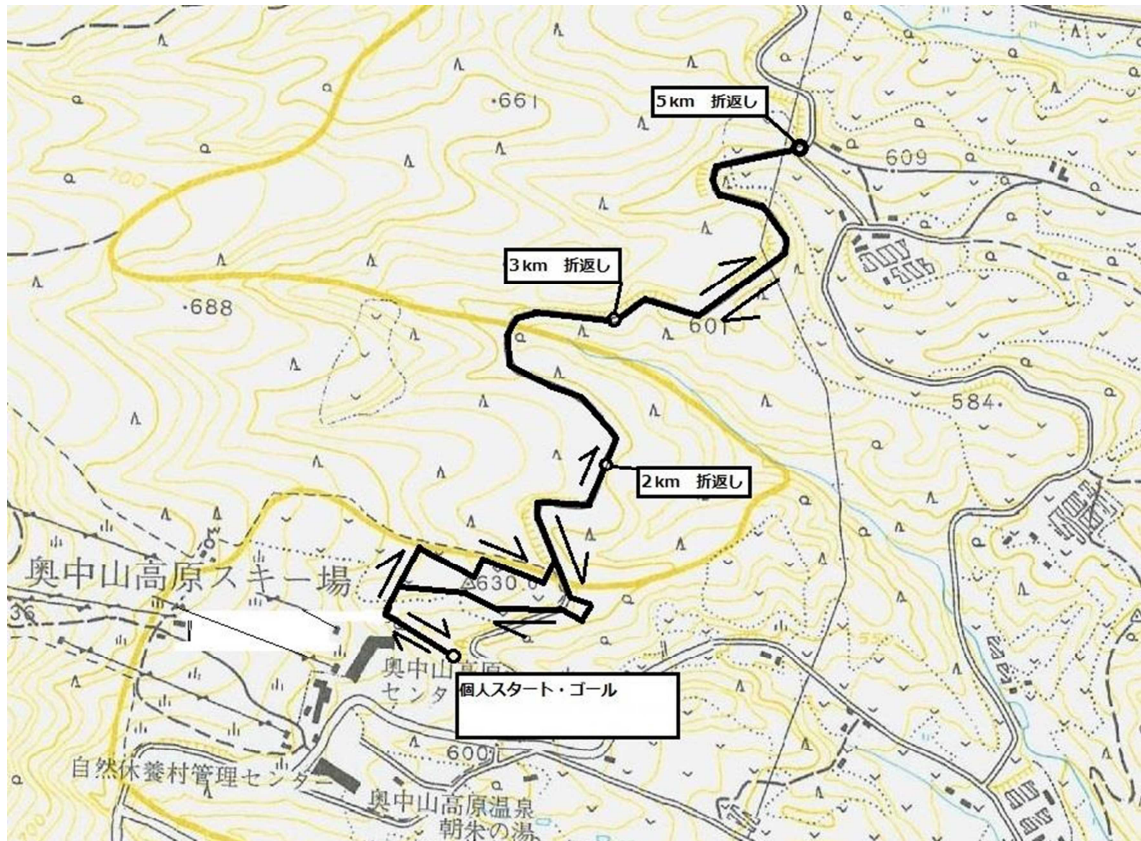 5km 折返し
・661
609
3km 折返し
・688
601
584・
2km 折返し
奥中山高原スキー場
△630
36
奥中山高原
センタ
個人スタート・ゴール
600
自然休養村管理センター
奥中山高原温泉
朝朱の湯